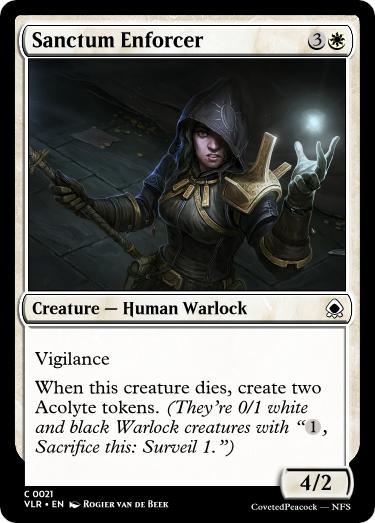 Sanctum Enforcer 3
Creature — Human Warlock
Vigilance
When this creature dies, create two
Acolyte tokens. (They're 0/1 white
and black Warlock creatures with "1,
Sacrifice this: Surveil 1.")
4/2
C 0021
VLR • EN Rogier van de Beek
CovetedPeacock — NFS